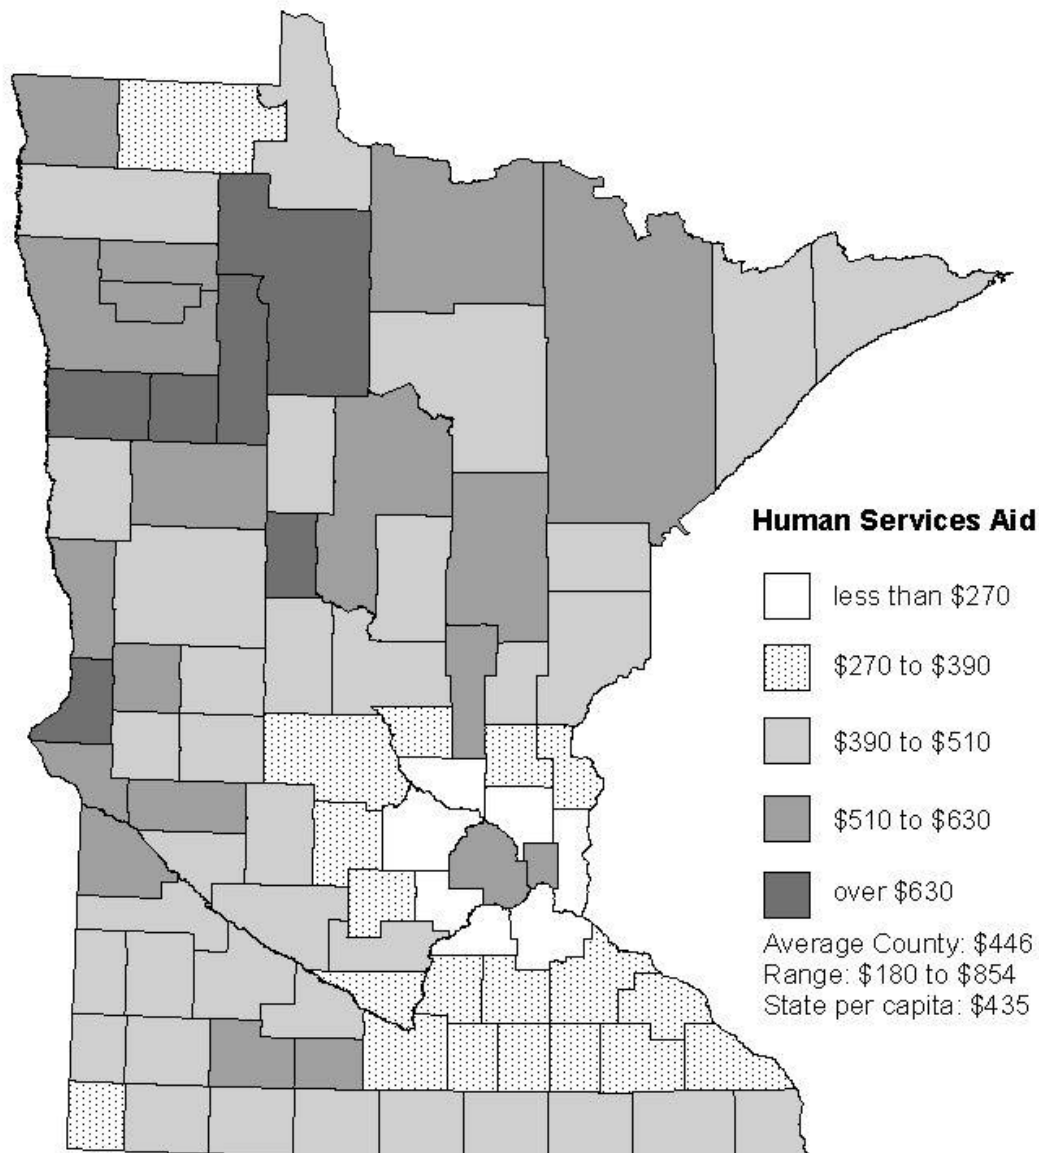 Human Services Aid
less than $270
$270 to $390
$390 to $510
$510 to $630
over $630
Average County: $446
Range: $180 to $854
State per capita: $435